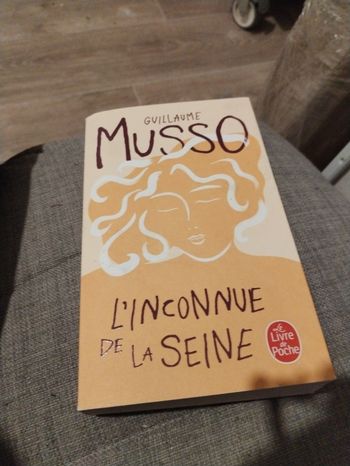 GUILLAUME
MUSSO
L'INCONNUE
DE LA SEINE
Le
Livre
de
Poche